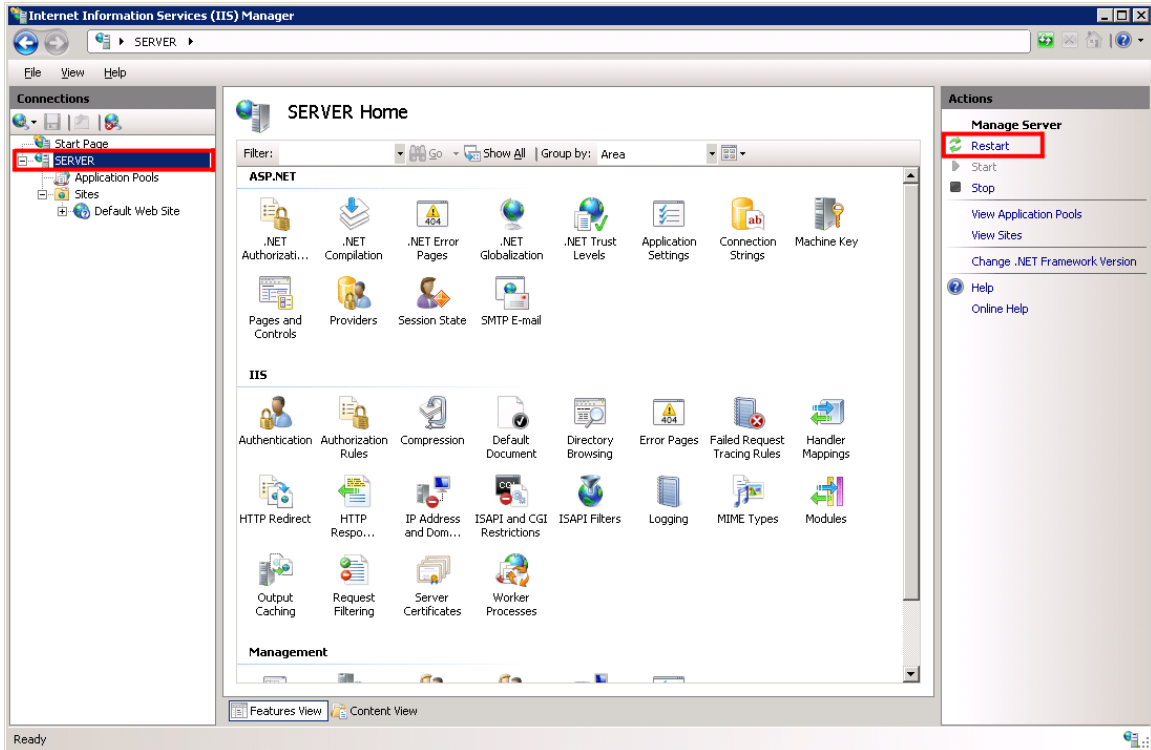 Internet Information Services (IIS) Manager
SERVER
File View Help
Connections
Start Page
SERVER
Application Pools
Sites
Default Web Site
SERVER Home
Filter: Go Show All Group by: Area
ASP.NET
.NET Authorizati...
.NET Compilation
.NET Error Pages
404
.NET Globalization
.NET Trust Levels
Application Settings
ab
Connection Strings
Machine Key
Pages and Controls
Providers
Session State
SMTP E-mail
IIS
Authentication
Authorization Rules
Compression
Default Document
Directory Browsing
404
Error Pages
Failed Request Tracing Rules
Handler Mappings
HTTP Redirect
HTTP Respo...
IP Address and Dom...
CGI
ISAPI and CGI Restrictions
ISAPI Filters
Logging
MIME Types
Modules
Output Caching
Request Filtering
Server Certificates
Worker Processes
Management
Features View Content View
Actions
Manage Server
Restart
Start
Stop
View Application Pools
View Sites
Change .NET Framework Version
Help
Online Help
Ready